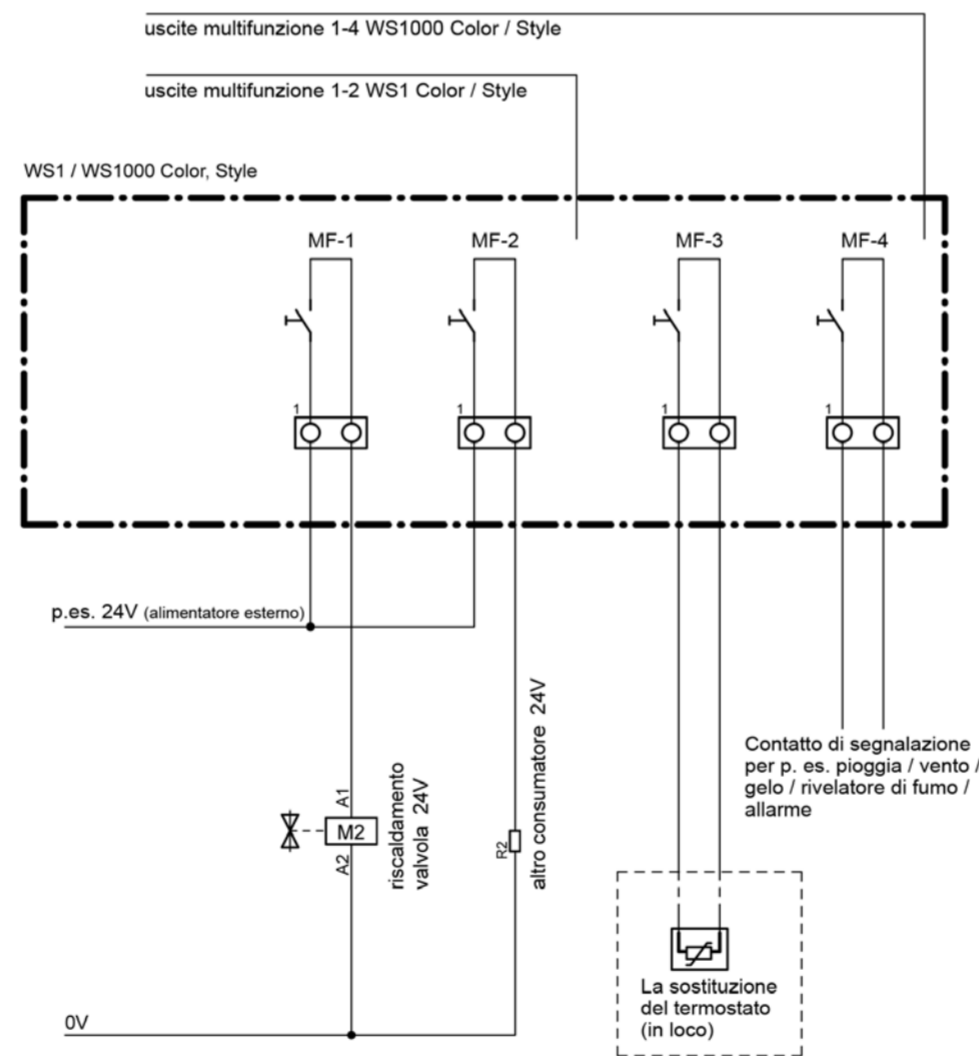 uscite multifunzione 1-4 WS1000 Color / Style
uscite multifunzione 1-2 WS1 Color / Style
WS1 / WS1000 Color, Style
MF-1
MF-2
MF-3
MF-4
1
1
1
1
p.es. 24V (alimentatore esterno)
A1
M2
A2
riscaldamento
valvola 24V
R2
altro consumatore 24V
Contatto di segnalazione
per p. es. pioggia / vento /
gelo / rivelatore di fumo /
allarme
La sostituzione
del termostato
(in loco)
0V